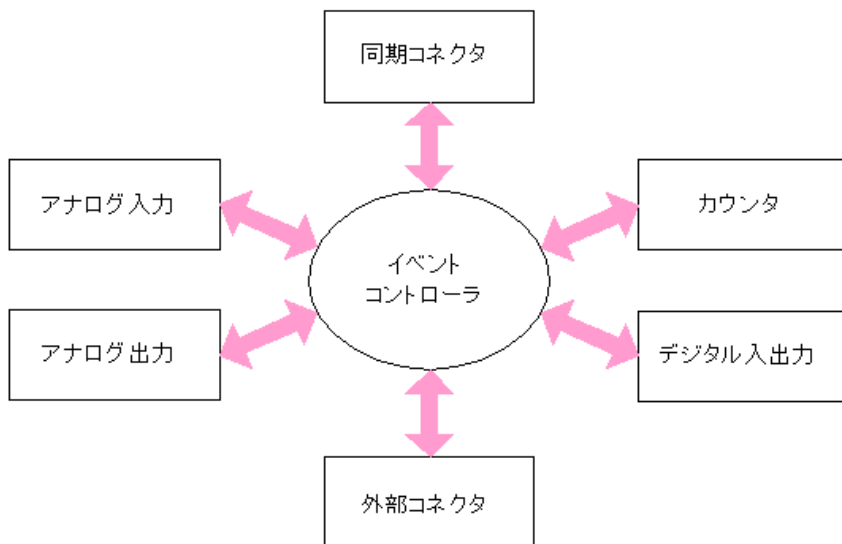 同期コネクタ
アナログ入力
カウンタ
イベント
コントローラ
アナログ出力
デジタル入出力
外部コネクタ